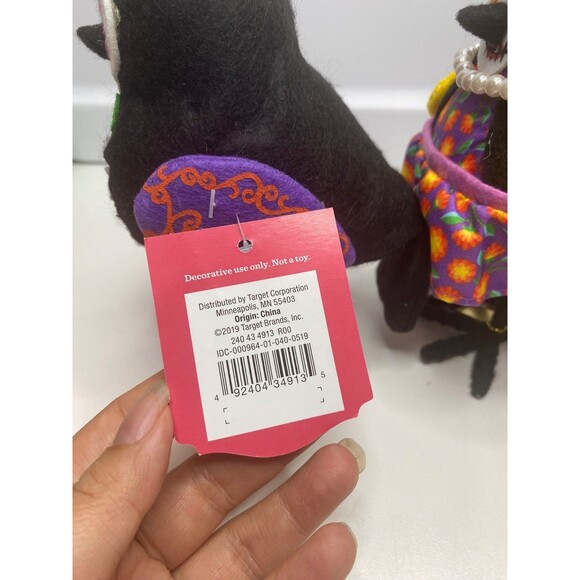 Decorative use only. Not a toy.
Distributed by Target Corporation
Minneapolis, MN 55403
Origin: China
©2019 Target Brands, Inc.
240 43 4913 R00
IDC-000964-01-040-0519
4 92404 34913 5